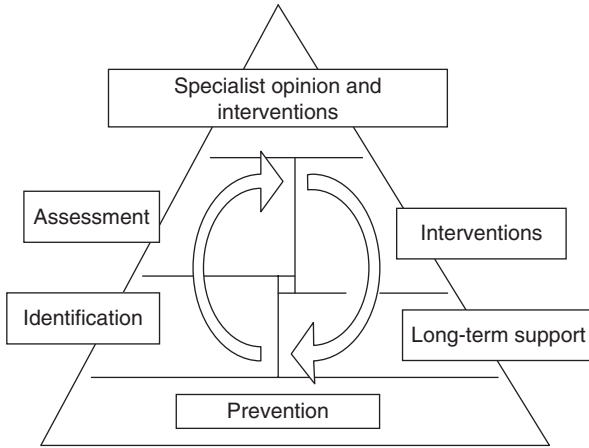 Specialist opinion and
interventions
Assessment
Interventions
Identification
Long-term support
Prevention